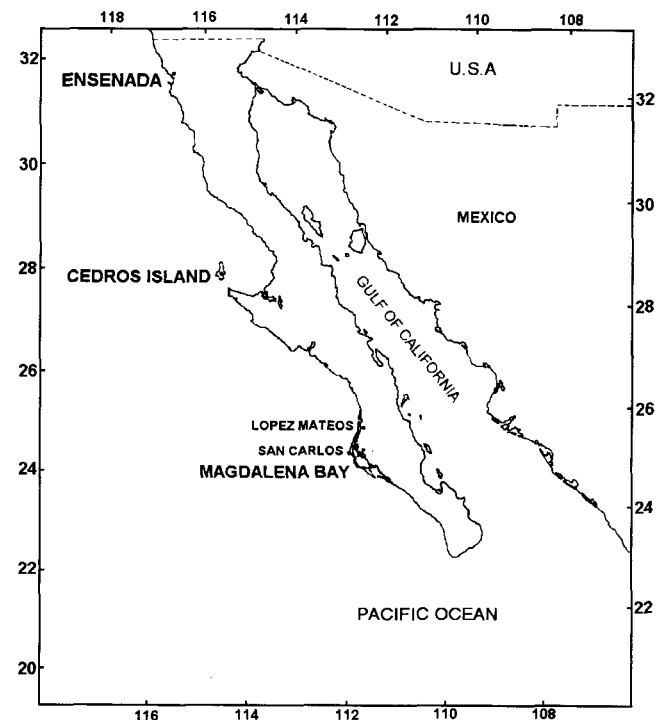 118 116 114 112 110 108
32
U.S.A
ENSENADA
32
30
30
MEXICO
28
CEDROS ISLAND
GULF OF CALIFORNIA
28
26
26
LOPEZ MATEOS
SAN CARLOS
24
MAGDALENA BAY
24
22
22
PACIFIC OCEAN
20
116 114 112 110 108